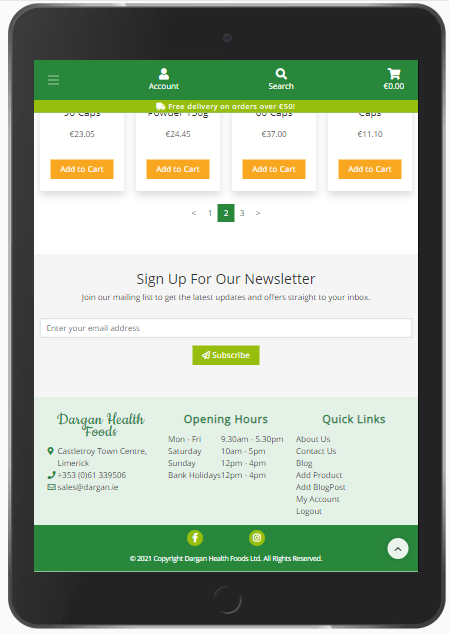 Account
Search
€0.00
Free delivery on orders over €50!
90 Caps
Powder 150g
60 Caps
Caps
€23.05
€24.45
€37.00
€11.10
Add to Cart
Add to Cart
Add to Cart
Add to Cart
< 1 2 3 >
Sign Up For Our Newsletter
Join our mailing list to get the latest updates and offers straight to your inbox.
Enter your email address
Subscribe
Dargan Health
Foods
Castletroy Town Centre,
Limerick
+353 (0)61 339506
sales@dargan.ie
Opening Hours
Mon - Fri 9.30am - 5.30pm
Saturday 10am - 5pm
Sunday 12pm - 4pm
Bank Holidays12pm - 4pm
Quick Links
About Us
Contact Us
Blog
Add Product
Add BlogPost
My Account
Logout
© 2021 Copyright Dargan Health Foods Ltd. All Rights Reserved.